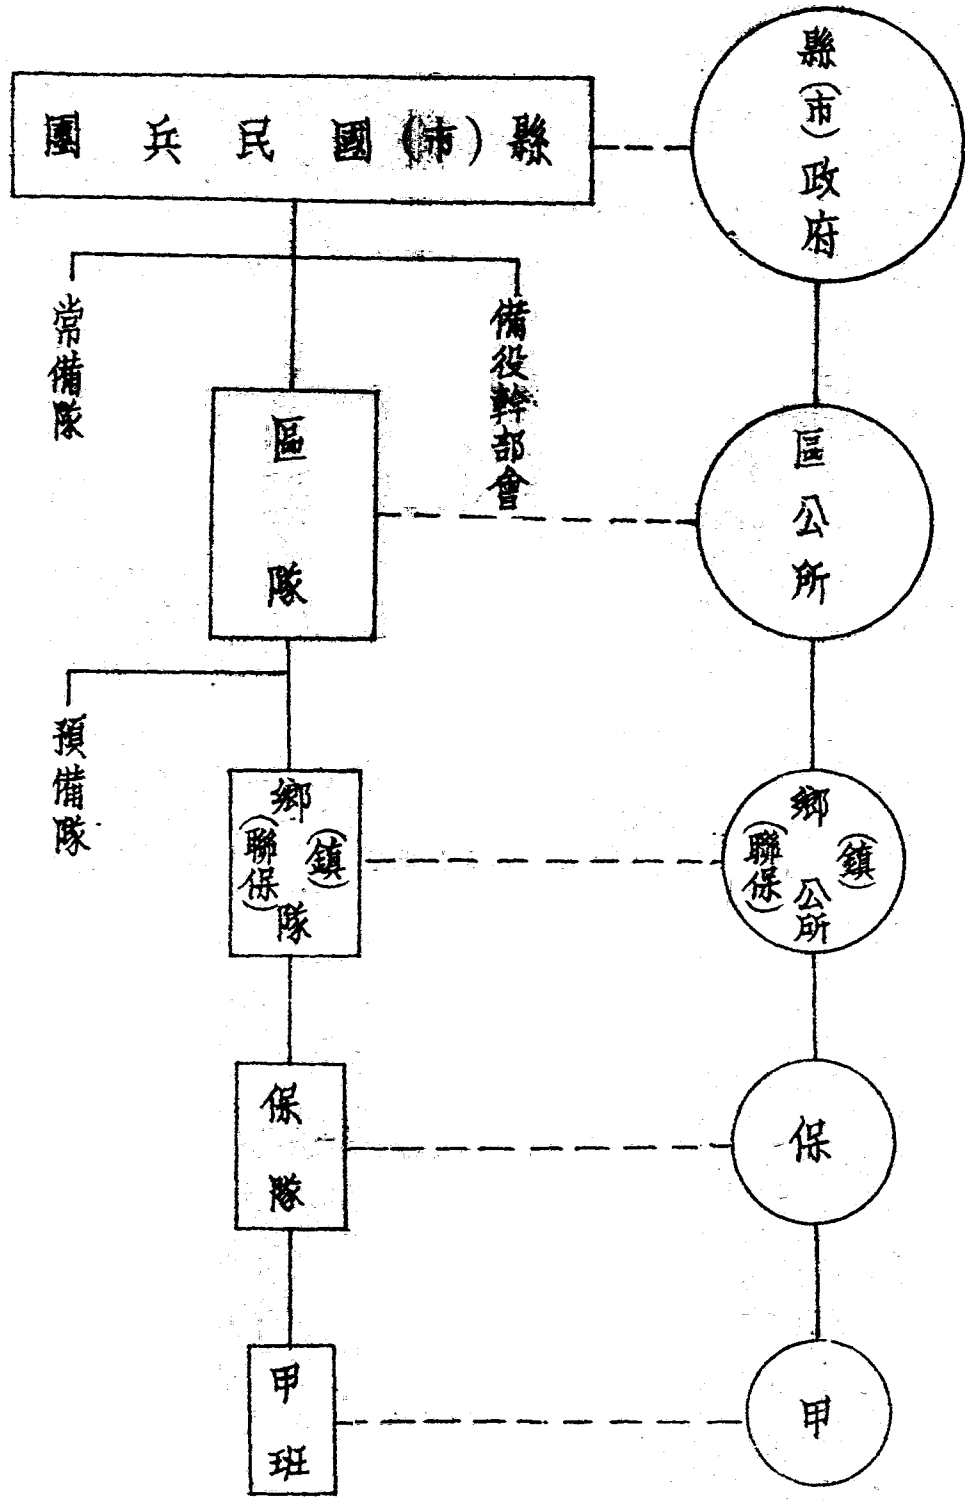 縣(市)政府
縣(市)國民兵團
備役幹部會
常備隊
區公所
區隊
預備隊
鄉(鎮)(聯保)公所
鄉(鎮)(聯保)隊
保
保隊
甲
甲班